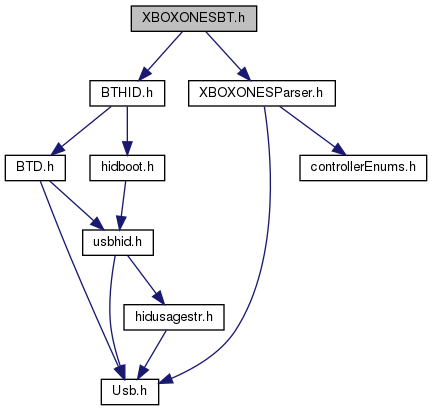 XBOXONESBT.h
BTHID.h
XBOXONESParser.h
BTD.h
hidboot.h
controllerEnums.h
usbhid.h
hidusagestr.h
Usb.h